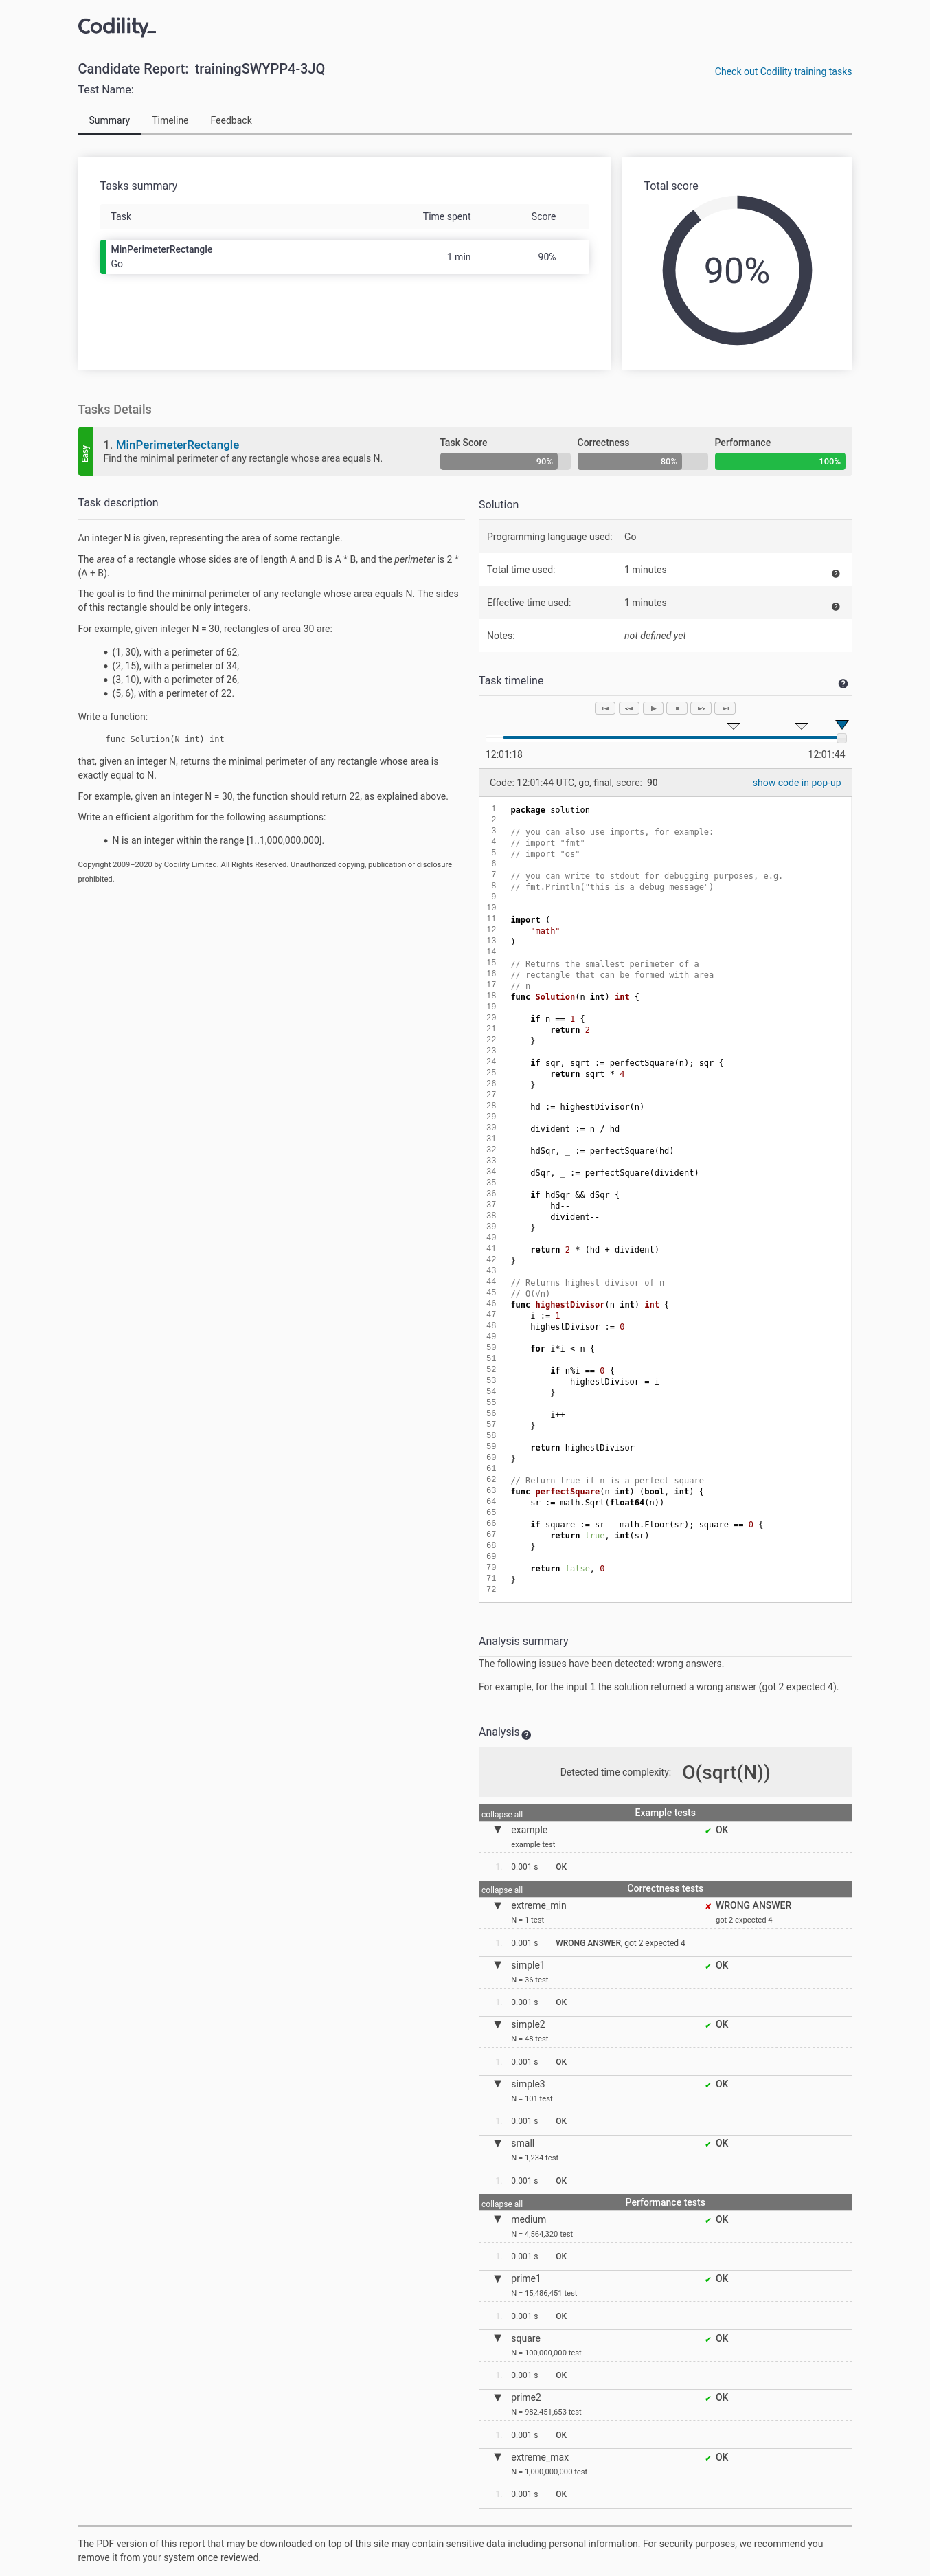 Codility_
Candidate Report: trainingSWYPP4-3JQ
Check out Codility training tasks
Test Name:
Summary Timeline Feedback
Tasks summary
Task Time spent Score
MinPerimeterRectangle
Go
1 min 90%
Total score
90%
Tasks Details
Easy
1. MinPerimeterRectangle
Find the minimal perimeter of any rectangle whose area equals N.
Task Score Correctness Performance
90% 80% 100%
Task description
An integer N is given, representing the area of some rectangle.
The area of a rectangle whose sides are of length A and B is A * B, and the perimeter is 2 *
(A + B).
The goal is to find the minimal perimeter of any rectangle whose area equals N. The sides
of this rectangle should be only integers.
For example, given integer N = 30, rectangles of area 30 are:
• (1, 30), with a perimeter of 62,
• (2, 15), with a perimeter of 34,
• (3, 10), with a perimeter of 26,
• (5, 6), with a perimeter of 22.
Write a function:
func Solution(N int) int
that, given an integer N, returns the minimal perimeter of any rectangle whose area is
exactly equal to N.
For example, given an integer N = 30, the function should return 22, as explained above.
Write an efficient algorithm for the following assumptions:
• N is an integer within the range [1..1,000,000,000].
Copyright 2009–2020 by Codility Limited. All Rights Reserved. Unauthorized copying, publication or disclosure
prohibited.
Solution
Programming language used: Go
Total time used: 1 minutes
Effective time used: 1 minutes
Notes: not defined yet
Task timeline
12:01:18 12:01:44
Code: 12:01:44 UTC, go, final, score: 90
show code in pop-up
1 package solution
2
3 // you can also use imports, for example:
4 // import "fmt"
5 // import "os"
6
7 // you can write to stdout for debugging purposes, e.g.
8 // fmt.Println("this is a debug message")
9
10
11 import (
12 "math"
13 )
14
15 // Returns the smallest perimeter of a
16 // rectangle that can be formed with area
17 // n
18 func Solution(n int) int {
19
20 if n == 1 {
21 return 2
22 }
23
24 if sqr, sqrt := perfectSquare(n); sqr {
25 return sqrt * 4
26 }
27
28 hd := highestDivisor(n)
29
30 divident := n / hd
31
32 hdSqr, _ := perfectSquare(hd)
33
34 dSqr, _ := perfectSquare(divident)
35
36 if hdSqr && dSqr {
37 hd--
38 divident--
39 }
40
41 return 2 * (hd + divident)
42 }
43
44 // Returns highest divisor of n
45 // O(√n)
46 func highestDivisor(n int) int {
47 i := 1
48 highestDivisor := 0
49
50 for i*i < n {
51
52 if n%i == 0 {
53 highestDivisor = i
54 }
55
56 i++
57 }
58
59 return highestDivisor
60 }
61
62 // Return true if n is a perfect square
63 func perfectSquare(n int) (bool, int) {
64 sr := math.Sqrt(float64(n))
65
66 if square := sr - math.Floor(sr); square == 0 {
67 return true, int(sr)
68 }
69
70 return false, 0
71 }
72
Analysis summary
The following issues have been detected: wrong answers.
For example, for the input 1 the solution returned a wrong answer (got 2 expected 4).
Analysis
Detected time complexity: O(sqrt(N))
collapse all Example tests
▼ example ✔ OK
example test
1. 0.001 s OK
collapse all Correctness tests
▼ extreme_min ✘ WRONG ANSWER
N = 1 test got 2 expected 4
1. 0.001 s WRONG ANSWER, got 2 expected 4
▼ simple1 ✔ OK
N = 36 test
1. 0.001 s OK
▼ simple2 ✔ OK
N = 48 test
1. 0.001 s OK
▼ simple3 ✔ OK
N = 101 test
1. 0.001 s OK
▼ small ✔ OK
N = 1,234 test
1. 0.001 s OK
collapse all Performance tests
▼ medium ✔ OK
N = 4,564,320 test
1. 0.001 s OK
▼ prime1 ✔ OK
N = 15,486,451 test
1. 0.001 s OK
▼ square ✔ OK
N = 100,000,000 test
1. 0.001 s OK
▼ prime2 ✔ OK
N = 982,451,653 test
1. 0.001 s OK
▼ extreme_max ✔ OK
N = 1,000,000,000 test
1. 0.001 s OK
The PDF version of this report that may be downloaded on top of this site may contain sensitive data including personal information. For security purposes, we recommend you
remove it from your system once reviewed.